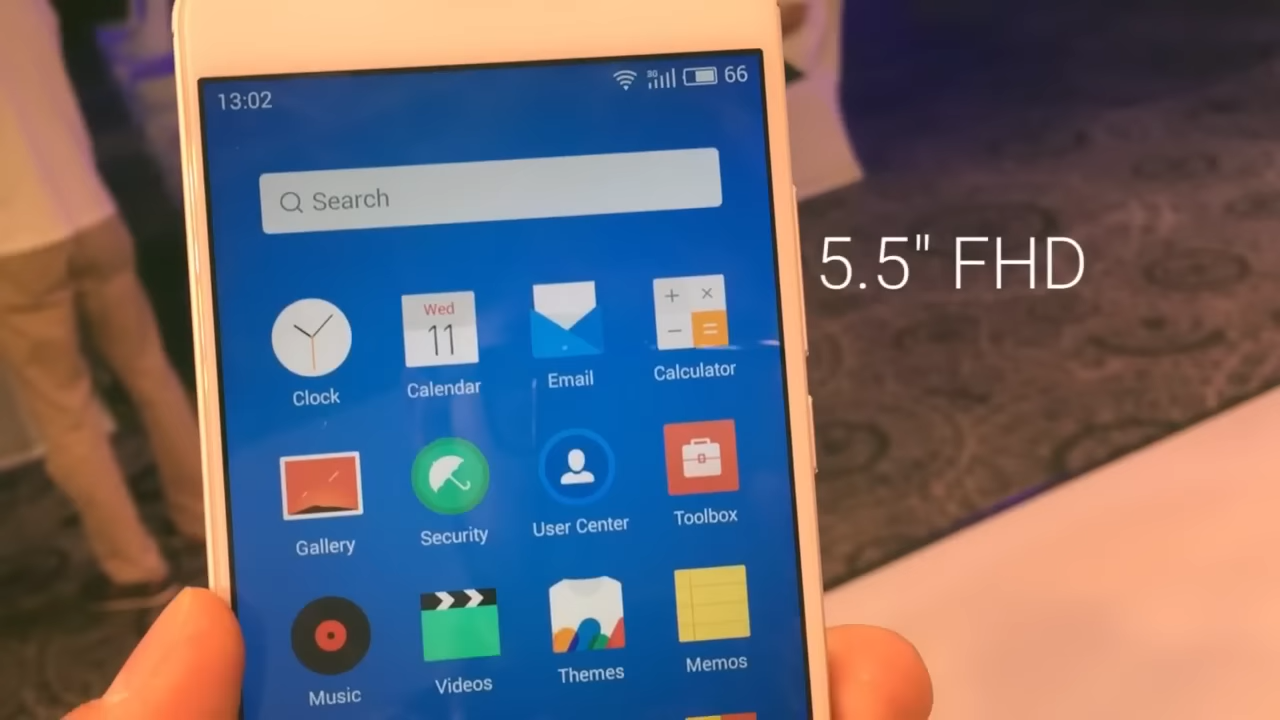 13:02
3G
66
Search
5.5" FHD
Wed
11
Clock
Calendar
Email
Calculator
Gallery
Security
User Center
Toolbox
Music
Videos
Themes
Memos